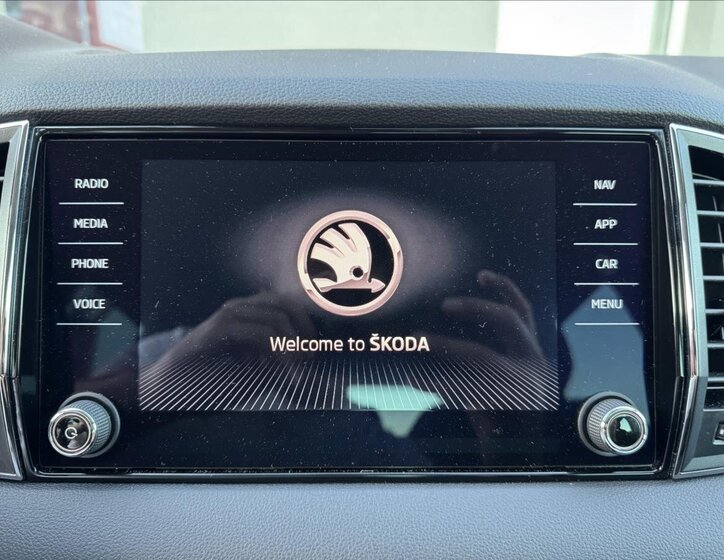 RADIO
MEDIA
PHONE
VOICE
Welcome to ŠKODA
NAV
APP
CAR
MENU